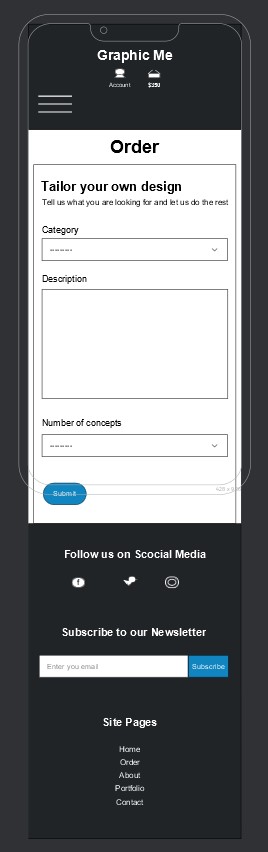 Graphic Me
Account
$350
Order
Tailor your own design
Tell us what you are looking for and let us do the rest
Category
---------
Description
Number of concepts
---------
Submit
Follow us on Scocial Media
Subscribe to our Newsletter
Enter you email
Subscribe
Site Pages
Home
Order
About
Portfolio
Contact